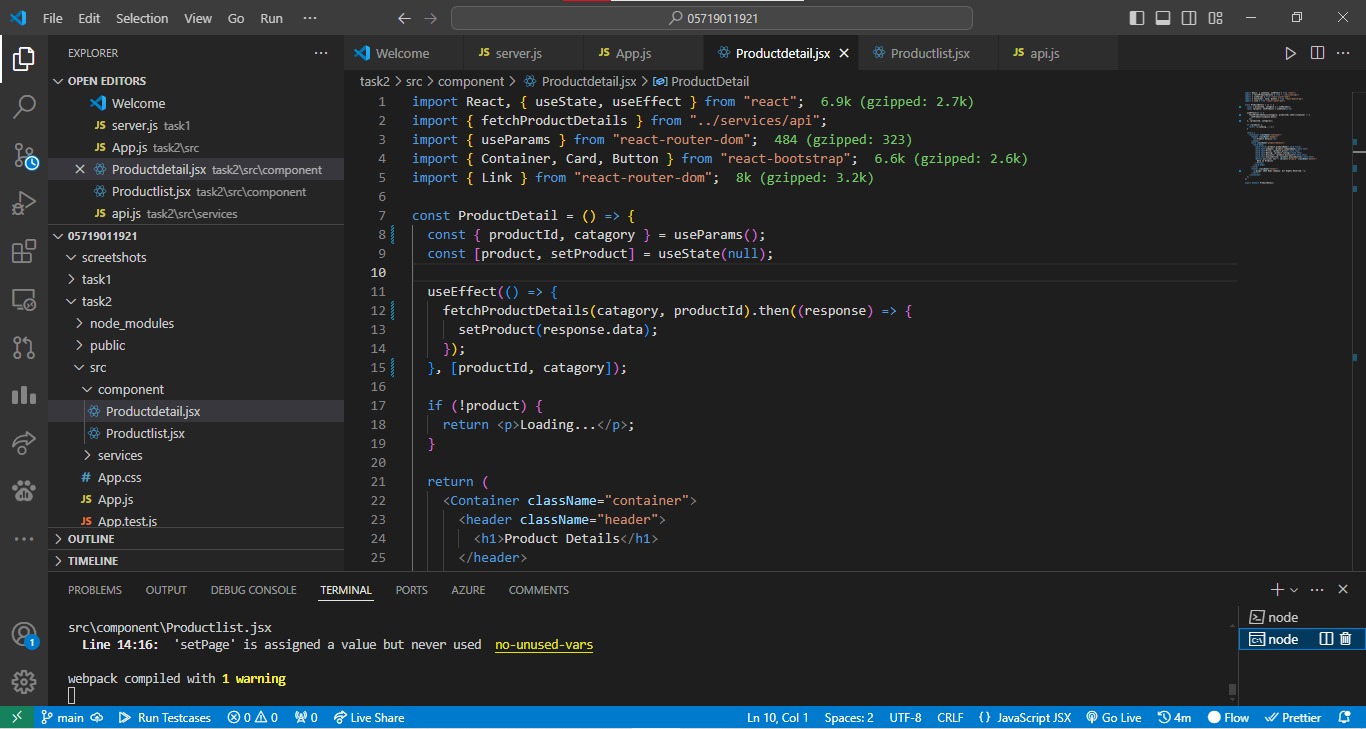 File Edit Selection View Go Run ··· 05719011921
EXPLORER ···
OPEN EDITORS
Welcome
JS server.js task1
JS App.js task2\src
Productdetail.jsx task2\src\component
Productlist.jsx task2\src\component
JS api.js task2\src\services
05719011921
screetshots
task1
task2
node_modules
public
src
component
Productdetail.jsx
Productlist.jsx
services
# App.css
JS App.js
JS App.test.js
OUTLINE
TIMELINE
Welcome JS server.js JS App.js Productdetail.jsx Productlist.jsx JS api.js
task2 > src > component > Productdetail.jsx > ProductDetail
1 import React, { useState, useEffect } from "react"; 6.9k (gzipped: 2.7k)
2 import { fetchProductDetails } from "../services/api";
3 import { useParams } from "react-router-dom"; 484 (gzipped: 323)
4 import { Container, Card, Button } from "react-bootstrap"; 6.6k (gzipped: 2.6k)
5 import { Link } from "react-router-dom"; 8k (gzipped: 3.2k)
6
7 const ProductDetail = () => {
8 const { productId, catagory } = useParams();
9 const [product, setProduct] = useState(null);
10
11 useEffect(() => {
12 fetchProductDetails(catagory, productId).then((response) => {
13 setProduct(response.data);
14 });
15 }, [productId, catagory]);
16
17 if (!product) {
18 return <p>Loading...</p>;
19 }
20
21 return (
22 <Container className="container">
23 <header className="header">
24 <h1>Product Details</h1>
25 </header>
PROBLEMS OUTPUT DEBUG CONSOLE TERMINAL PORTS AZURE COMMENTS
src\component\Productlist.jsx
Line 14:16: 'setPage' is assigned a value but never used no-unused-vars
webpack compiled with 1 warning
node
node
main Run Testcases 0 0 0 Live Share Ln 10, Col 1 Spaces: 2 UTF-8 CRLF {} JavaScript JSX Go Live 4m Flow Prettier